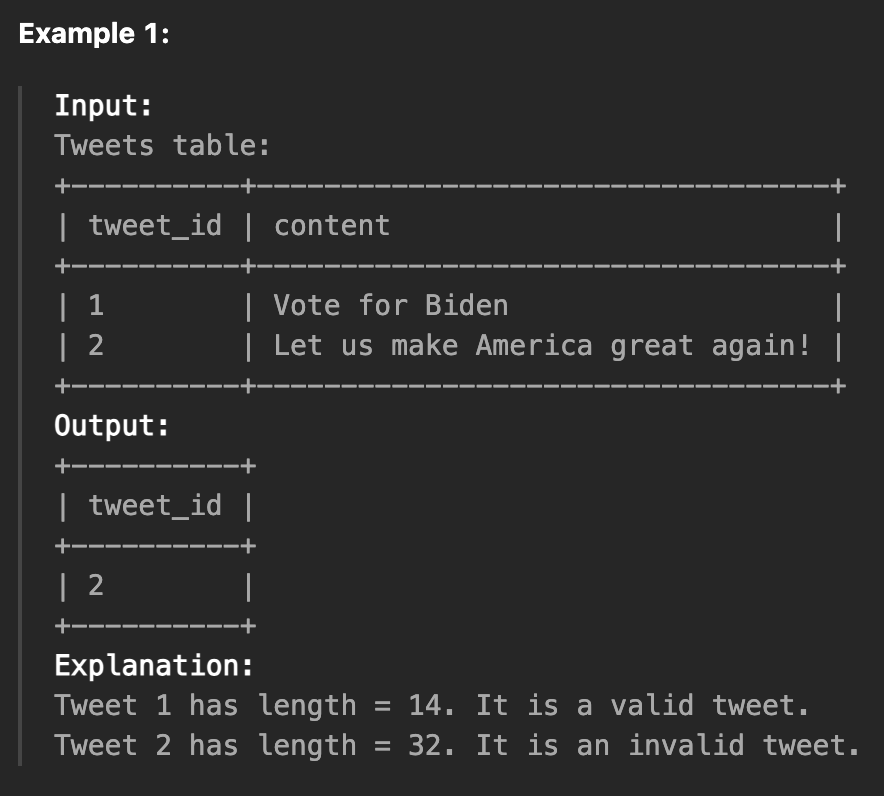 Example 1:
Input:
Tweets table:
+----------+----------------------------------+
| tweet_id | content                          |
+----------+----------------------------------+
| 1        | Vote for Biden                   |
| 2        | Let us make America great again! |
+----------+----------------------------------+
Output:
+----------+
| tweet_id |
+----------+
| 2        |
+----------+
Explanation:
Tweet 1 has length = 14. It is a valid tweet.
Tweet 2 has length = 32. It is an invalid tweet.